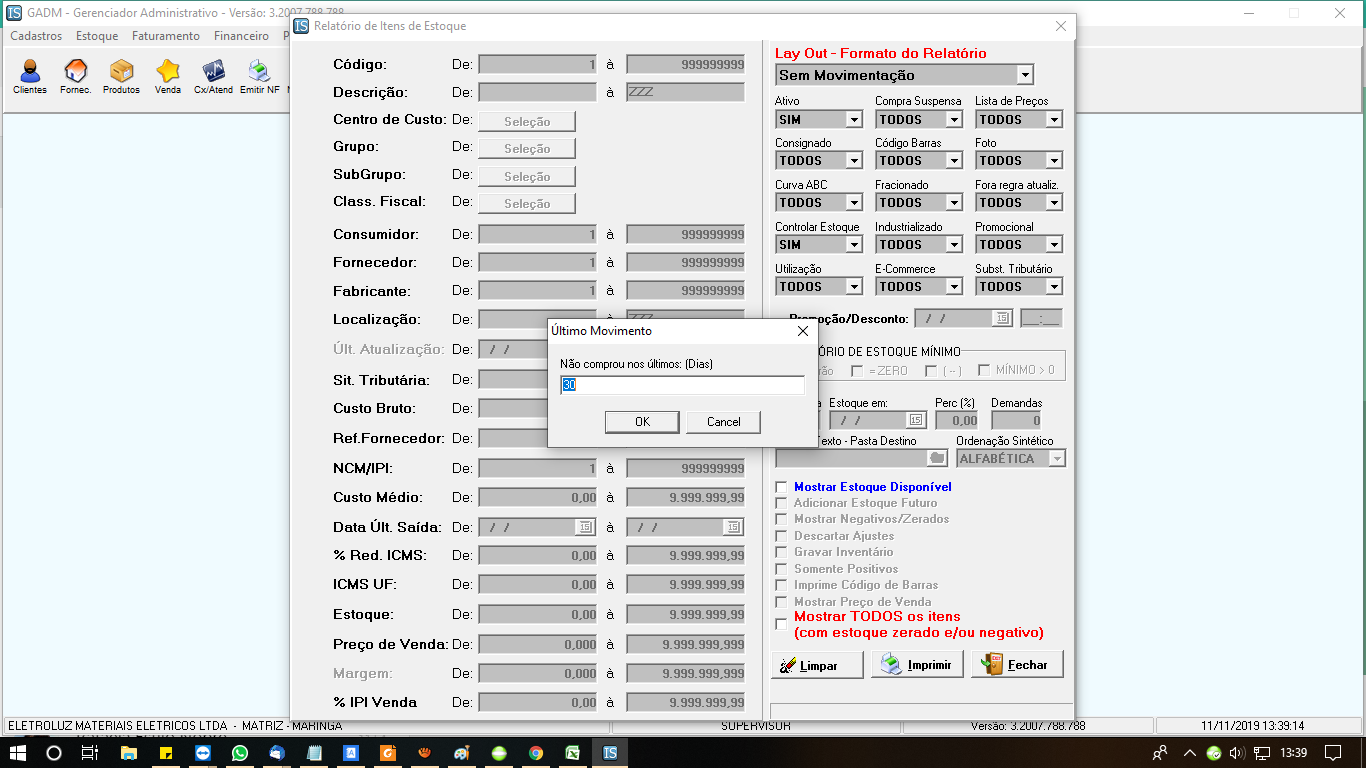 GADM - Gerenciador Administrativo - Versão: 3.2007.788.788
Relatório de Itens de Estoque
Cadastros Estoque Faturamento Financeiro
Clientes Fornec. Produtos Venda Cx/Atend Emitir NF
Código: De: 1 à 999999999
Descrição: De: à ZZZ
Centro de Custo: De: Seleção
Grupo: De: Seleção
SubGrupo: De: Seleção
Class. Fiscal: De: Seleção
Consumidor: De: 1 à 999999999
Fornecedor: De: 1 à 999999999
Fabricante: De: 1 à 999999999
Localização: De: ZZZ
Últ. Atualização: De: / /
Sit. Tributária: De:
Custo Bruto: De:
Ref.Fornecedor: De:
NCM/IPI: De: 1 à 999999999
Custo Médio: De: 0,00 à 9.999.999,99
Data Últ. Saída: De: / / 15 à / / 15
% Red. ICMS: De: 0,00 à 9.999.999,99
ICMS UF: De: 0,00 à 9.999.999,99
Estoque: De: 0,00 à 9.999.999,99
Preço de Venda: De: 0,000 à 9.999.999,99
Margem: De: 0,000 à 9.999.999,99
% IPI Venda De: 0,00 à 9.999.999,99
Lay Out - Formato do Relatório
Sem Movimentação
Ativo Compra Suspensa Lista de Preços
SIM TODOS TODOS
Consignado Código Barras Foto
TODOS TODOS TODOS
Curva ABC Fracionado Fora regra atualiz.
TODOS TODOS TODOS
Controlar Estoque Industrializado Promocional
SIM TODOS TODOS
Utilização E-Commerce Subst. Tributário
TODOS TODOS TODOS
Promoção/Desconto: / / 15 __:__
ÓRIO DE ESTOQUE MÍNIMO
= ZERO ( -- ) MÍNIMO > 0
Estoque em: Perc (%) Demandas
/ / 15 0,00 0
Texto - Pasta Destino Ordenação Sintético
ALFABÉTICA
Mostrar Estoque Disponível
Adicionar Estoque Futuro
Mostrar Negativos/Zerados
Descartar Ajustes
Gravar Inventário
Somente Positivos
Imprime Código de Barras
Mostrar Preço de Venda
Mostrar TODOS os itens
(com estoque zerado e/ou negativo)
Limpar Imprimir Fechar
Último Movimento
Não comprou nos últimos: (Dias)
30
OK Cancel
ELETROLUZ MATERIAIS ELETRICOS LTDA - MATRIZ - MARINGA SUPERVISOR Versão: 3.2007.788.788 11/11/2019 13:39:14
13:39